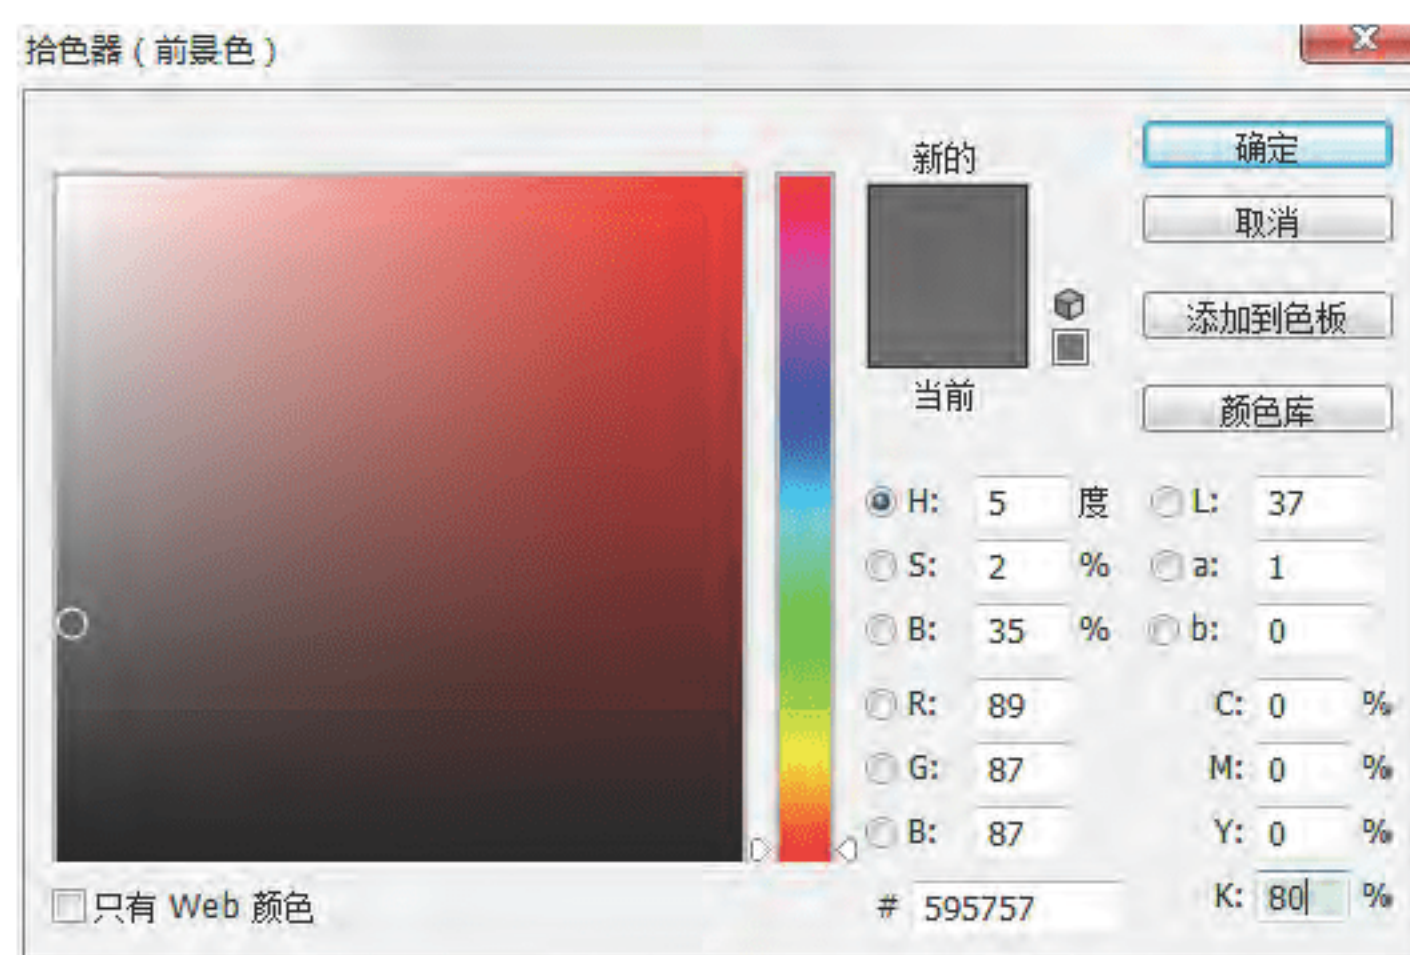 拾色器（前景色）
新的
当前
确定
取消
添加到色板
颜色库
H: 5 度
S: 2 %
B: 35 %
R: 89
G: 87
B: 87
# 595757
L: 37
a: 1
b: 0
C: 0 %
M: 0 %
Y: 0 %
K: 80 %
只有 Web 颜色